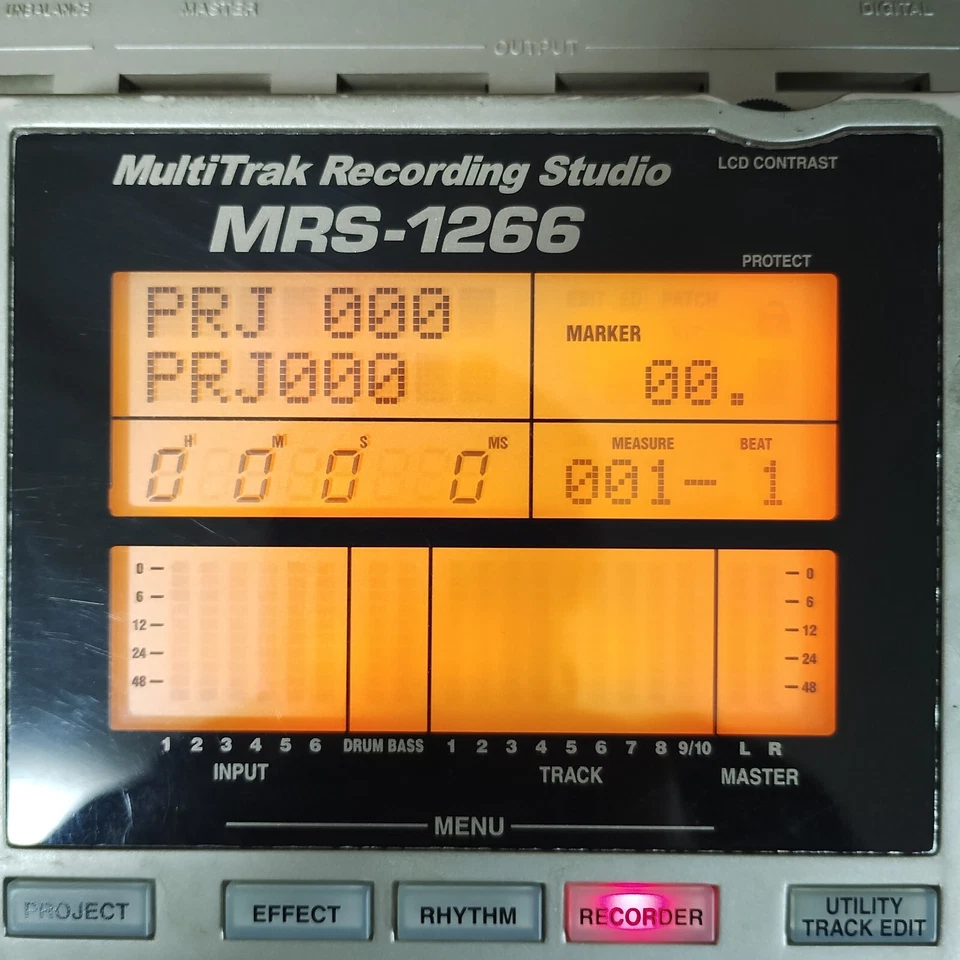 UNBALANCE MASTER DIGITAL
OUTPUT
MultiTrak Recording Studio
LCD CONTRAST
MRS-1266
PROTECT
PRJ 000
PRJ000
MARKER
00.
H M S MS
0 0 0 0
MEASURE BEAT
001- 1
0 0
6 6
12 12
24 24
48 48
1 2 3 4 5 6 DRUM BASS 1 2 3 4 5 6 7 8 9/10 L R
INPUT TRACK MASTER
MENU
PROJECT EFFECT RHYTHM RECORDER UTILITY
TRACK EDIT